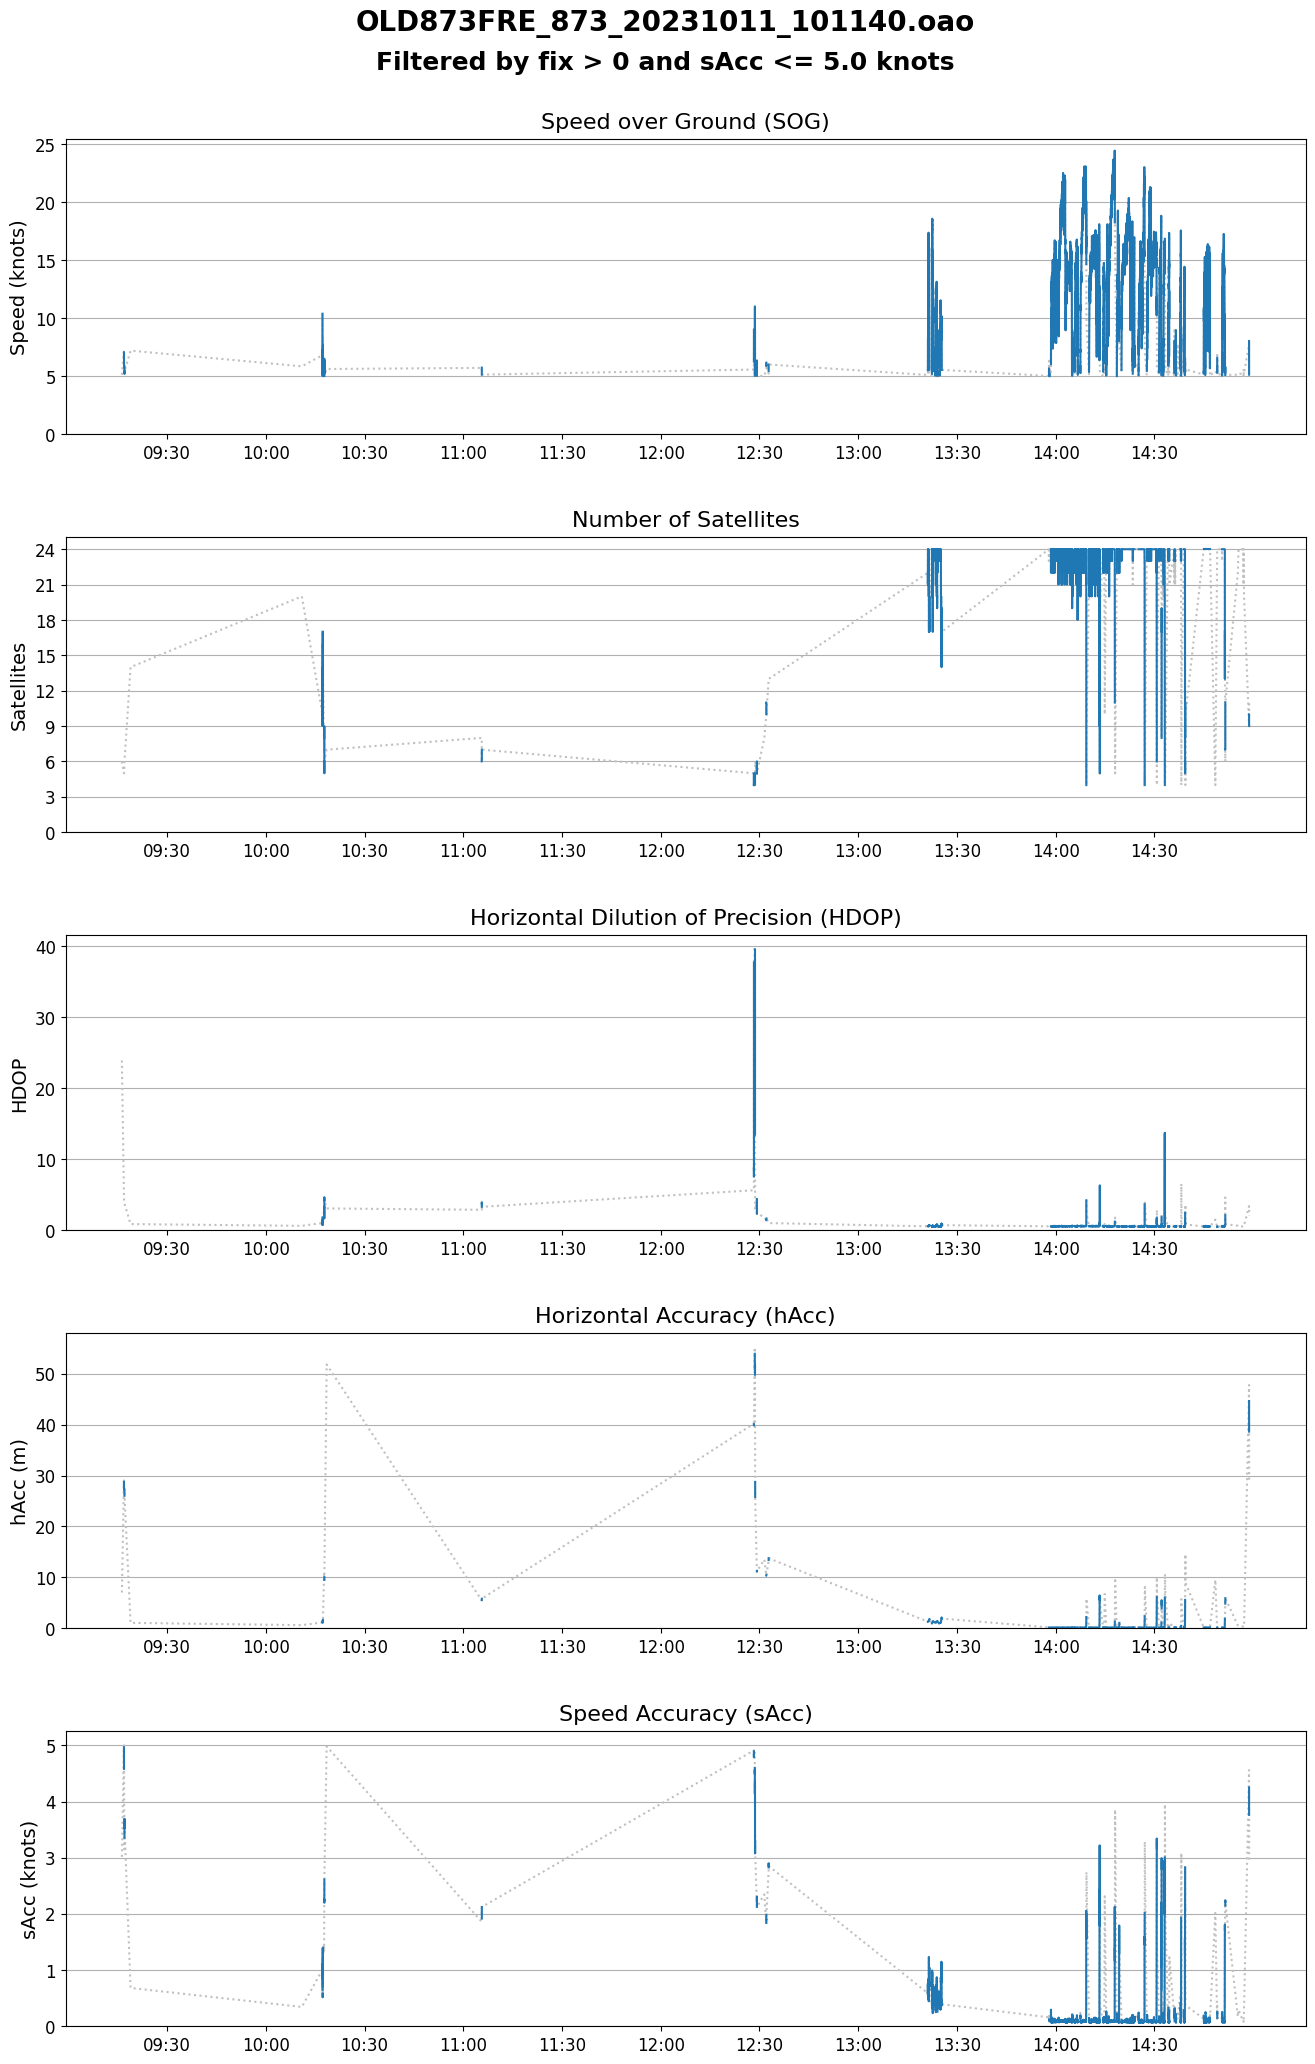 OLD873FRE_873_20231011_101140.oao
Filtered by fix > 0 and sAcc <= 5.0 knots
Speed over Ground (SOG)
Speed (knots)
25
20
15
10
5
0
09:30 10:00 10:30 11:00 11:30 12:00 12:30 13:00 13:30 14:00 14:30
Number of Satellites
Satellites
24
21
18
15
12
9
6
3
0
09:30 10:00 10:30 11:00 11:30 12:00 12:30 13:00 13:30 14:00 14:30
Horizontal Dilution of Precision (HDOP)
HDOP
40
30
20
10
0
09:30 10:00 10:30 11:00 11:30 12:00 12:30 13:00 13:30 14:00 14:30
Horizontal Accuracy (hAcc)
hAcc (m)
50
40
30
20
10
0
09:30 10:00 10:30 11:00 11:30 12:00 12:30 13:00 13:30 14:00 14:30
Speed Accuracy (sAcc)
sAcc (knots)
5
4
3
2
1
0
09:30 10:00 10:30 11:00 11:30 12:00 12:30 13:00 13:30 14:00 14:30